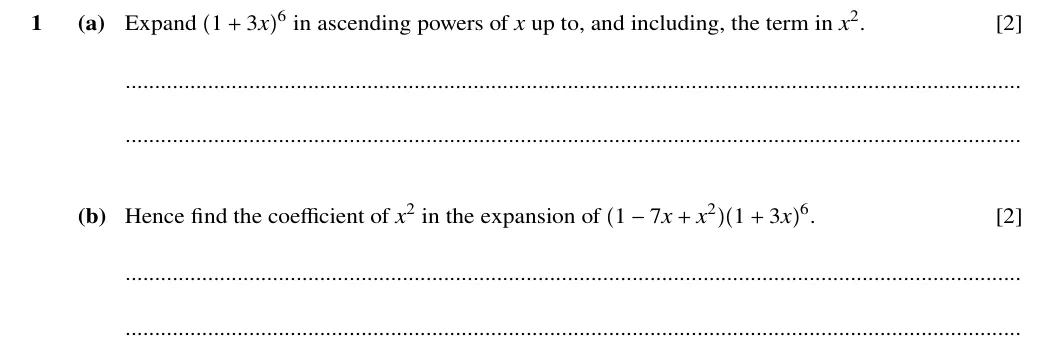 1 (a) Expand (1 + 3x)⁶ in ascending powers of x up to, and including, the term in x². [2]
(b) Hence find the coefficient of x² in the expansion of (1 − 7x + x²)(1 + 3x)⁶. [2]